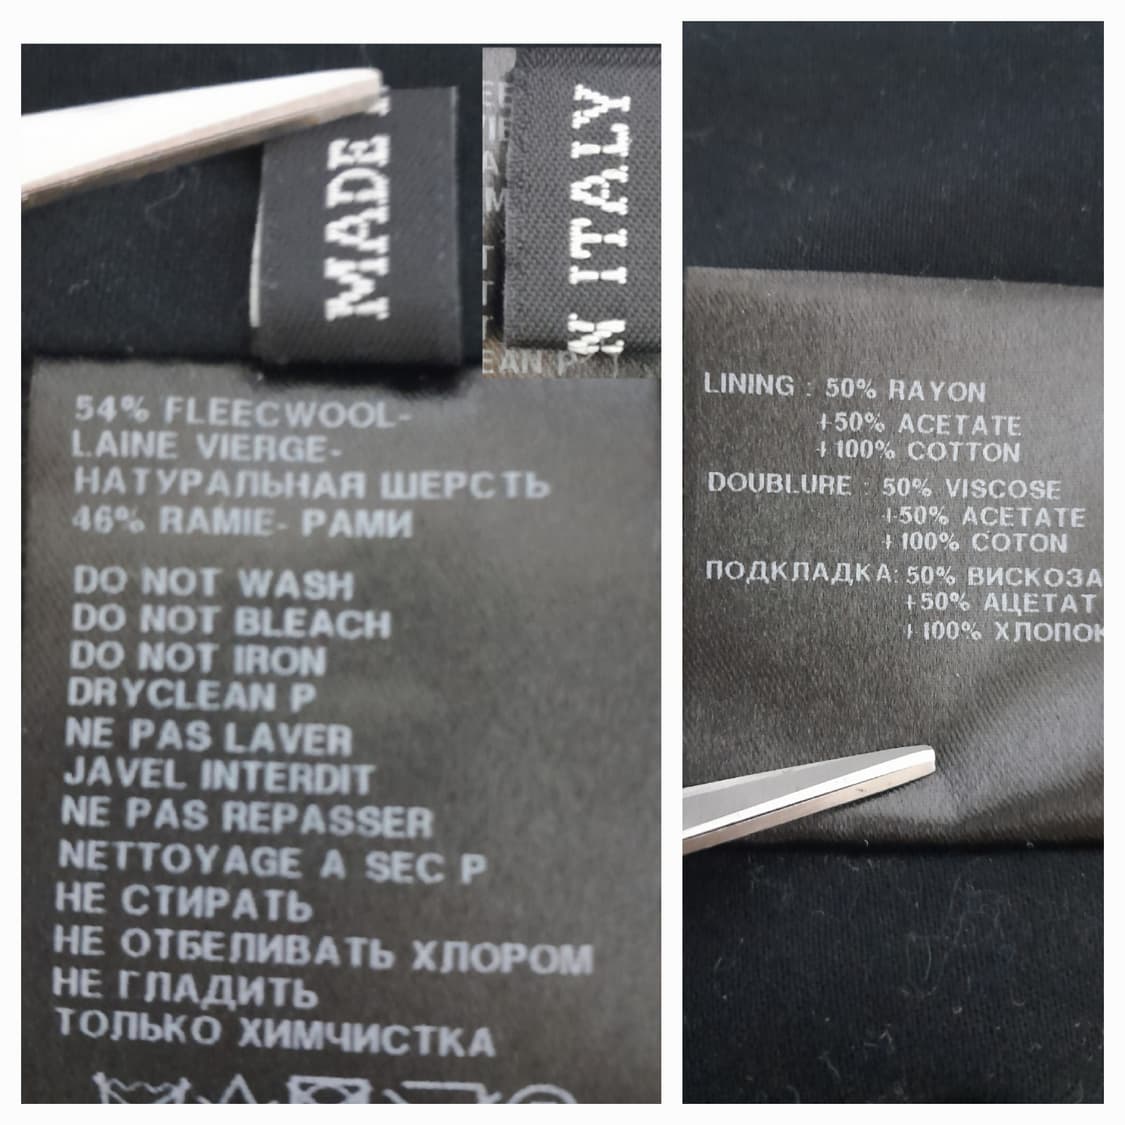 MADE
N ITALY
54% FLEECWOOL-
LAINE VIERGE-
НАТУРАЛЬНАЯ ШЕРСТЬ
46% RAMIE- РАМИ
DO NOT WASH
DO NOT BLEACH
DO NOT IRON
DRYCLEAN P
NE PAS LAVER
JAVEL INTERDIT
NE PAS REPASSER
NETTOYAGE A SEC P
НЕ СТИРАТЬ
НЕ ОТБЕЛИВАТЬ ХЛОРОМ
НЕ ГЛАДИТЬ
ТОЛЬКО ХИМЧИСТКА
LINING : 50% RAYON
+50% ACETATE
+100% COTTON
DOUBLURE : 50% VISCOSE
+50% ACETATE
+100% COTON
ПОДКЛАДКА: 50% ВИСКОЗА
+50% АЦЕТАТ
+100% ХЛОПОК